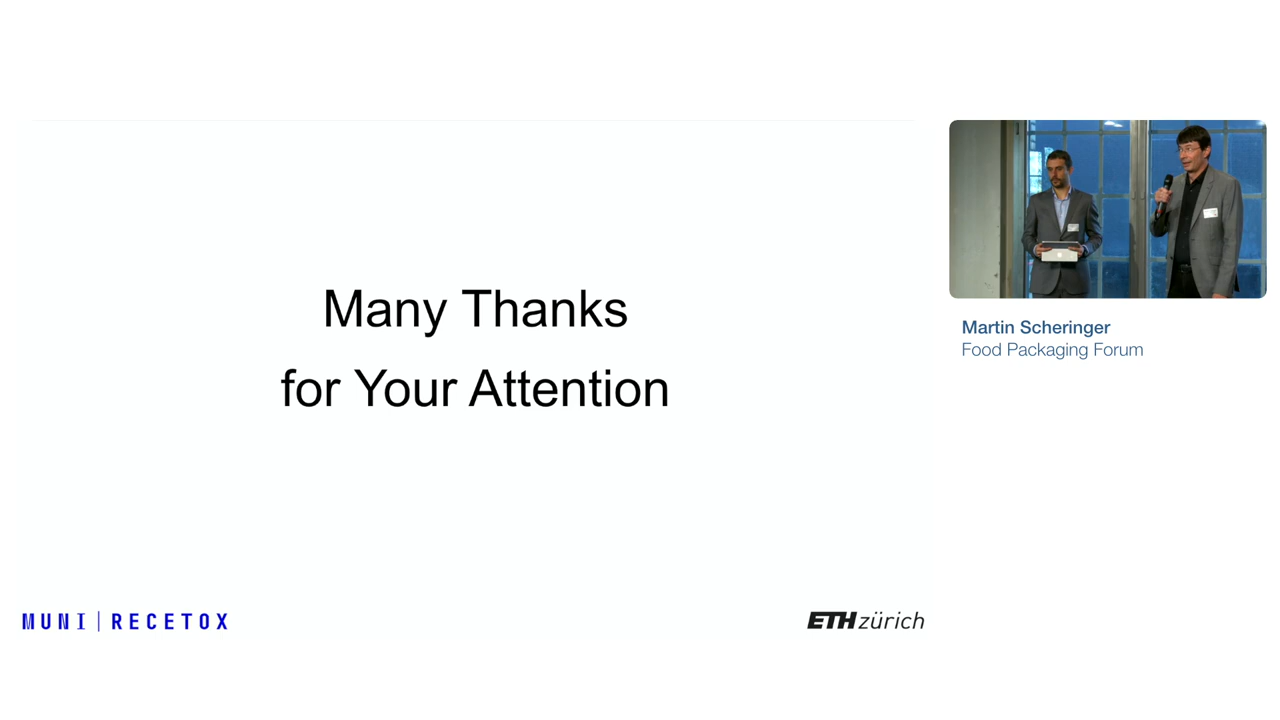 Many Thanks
for Your Attention
MUNI | RECETOX
ETH zürich
Martin Scheringer
Food Packaging Forum